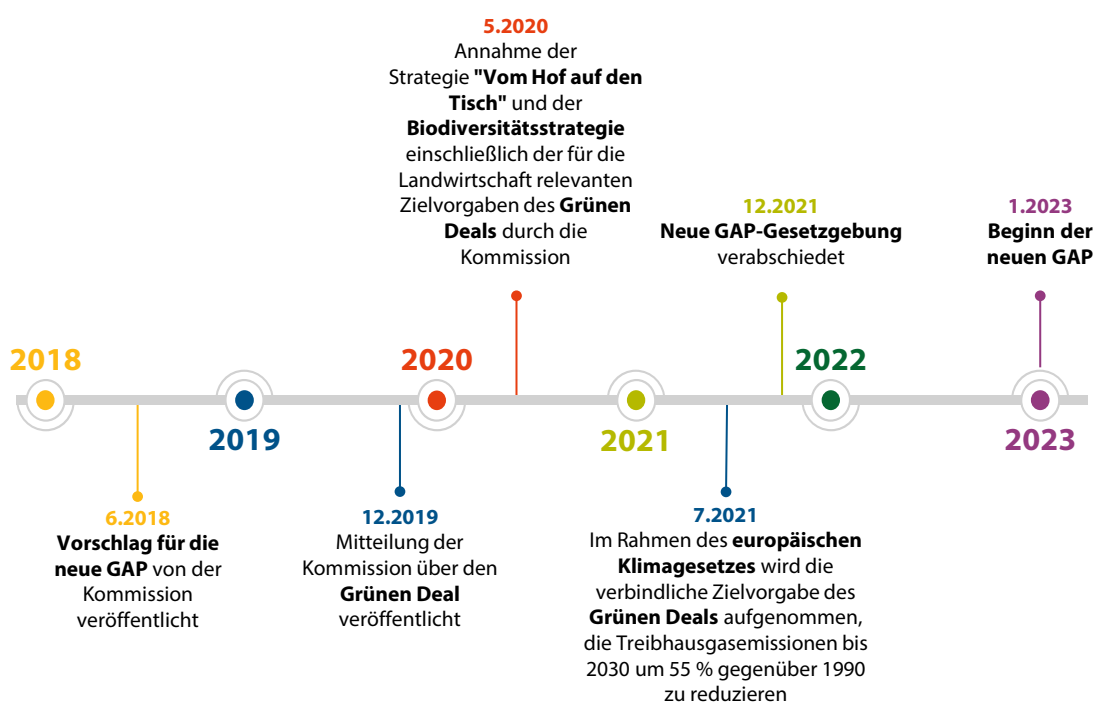 5.2020
Annahme der
Strategie "Vom Hof auf den
Tisch" und der
Biodiversitätsstrategie
einschließlich der für die
Landwirtschaft relevanten
Zielvorgaben des Grünen
Deals durch die
Kommission
12.2021
Neue GAP-Gesetzgebung
verabschiedet
1.2023
Beginn der
neuen GAP
2018
2019
2020
2021
2022
2023
6.2018
Vorschlag für die
neue GAP von der
Kommission
veröffentlicht
12.2019
Mitteilung der
Kommission über den
Grünen Deal
veröffentlicht
7.2021
Im Rahmen des europäischen
Klimagesetzes wird die
verbindliche Zielvorgabe des
Grünen Deals aufgenommen,
die Treibhausgasemissionen bis
2030 um 55 % gegenüber 1990
zu reduzieren